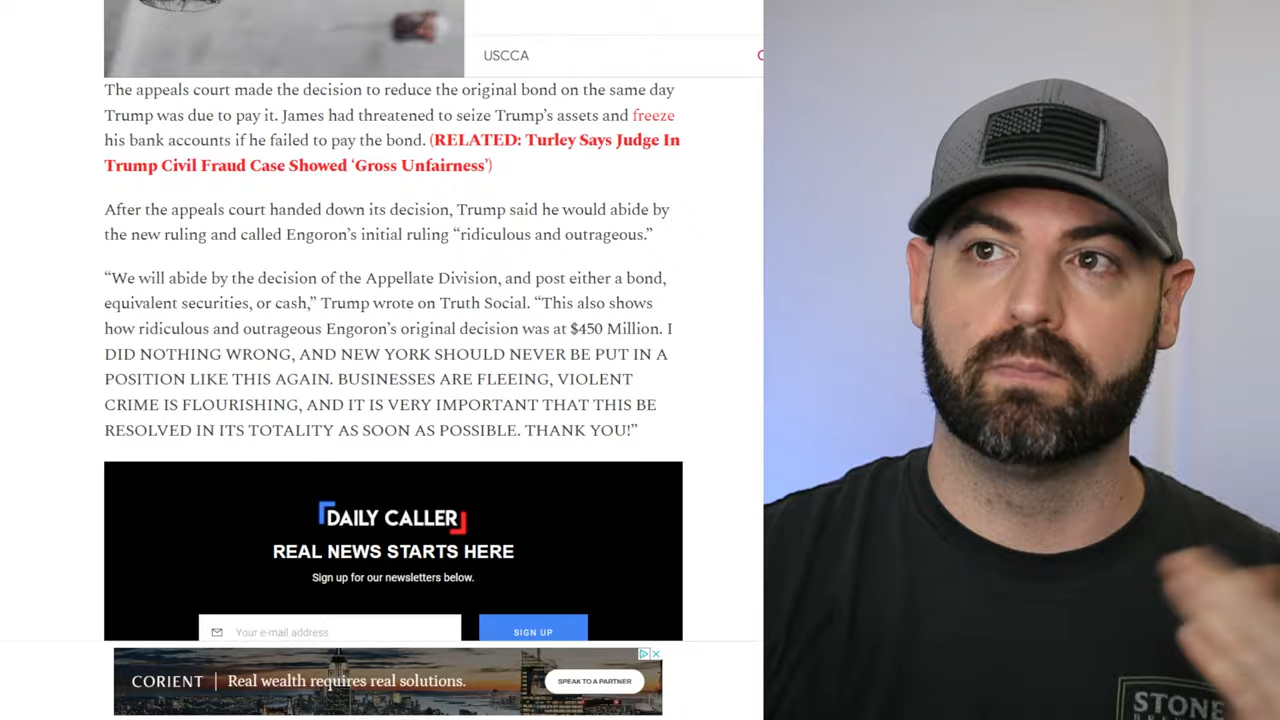 USCCA
The appeals court made the decision to reduce the original bond on the same day
Trump was due to pay it. James had threatened to seize Trump’s assets and freeze
his bank accounts if he failed to pay the bond. (RELATED: Turley Says Judge In
Trump Civil Fraud Case Showed ‘Gross Unfairness’)
After the appeals court handed down its decision, Trump said he would abide by
the new ruling and called Engoron’s initial ruling “ridiculous and outrageous.”
“We will abide by the decision of the Appellate Division, and post either a bond,
equivalent securities, or cash,” Trump wrote on Truth Social. “This also shows
how ridiculous and outrageous Engoron’s original decision was at $450 Million. I
DID NOTHING WRONG, AND NEW YORK SHOULD NEVER BE PUT IN A
POSITION LIKE THIS AGAIN. BUSINESSES ARE FLEEING, VIOLENT
CRIME IS FLOURISHING, AND IT IS VERY IMPORTANT THAT THIS BE
RESOLVED IN ITS TOTALITY AS SOON AS POSSIBLE. THANK YOU!”
DAILY CALLER
REAL NEWS STARTS HERE
Sign up for our newsletters below.
Your e-mail address
SIGN UP
CORIENT | Real wealth requires real solutions.
SPEAK TO A PARTNER
STONE